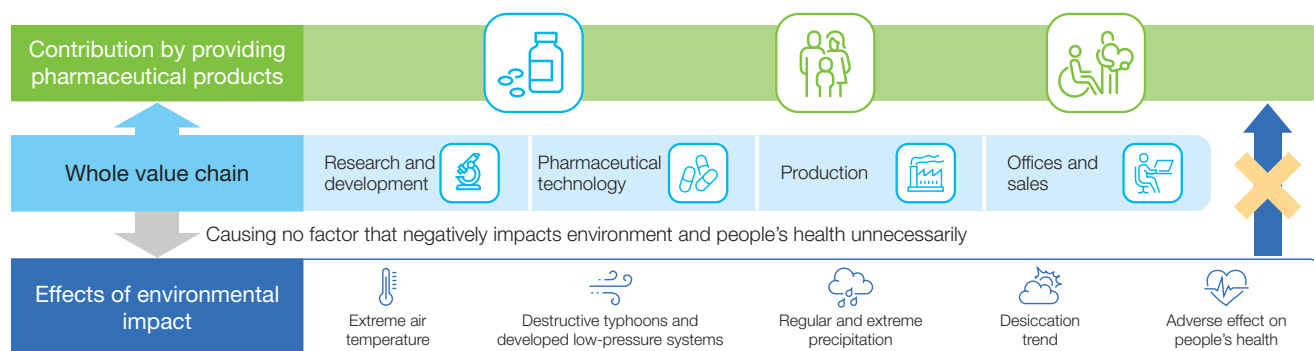 Contribution by providing
pharmaceutical products
Whole value chain
Research and
development
Pharmaceutical
technology
Production
Offices and
sales
Causing no factor that negatively impacts environment and people's health unnecessarily
Effects of environmental
impact
Extreme air
temperature
Destructive typhoons and
developed low-pressure systems
Regular and extreme
precipitation
Desiccation
trend
Adverse effect on
people's health